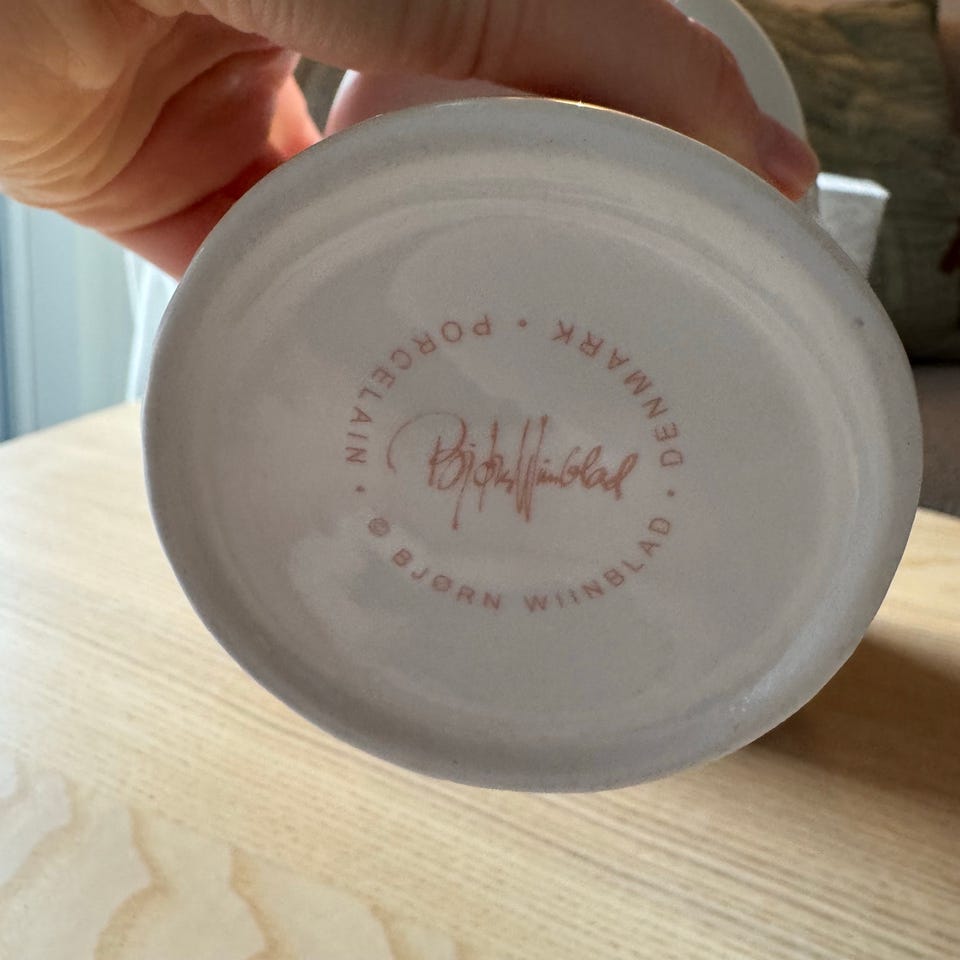 © BJØRN WIINBLAD • DENMARK • PORCELAIN •
Bjørn Wiinblad